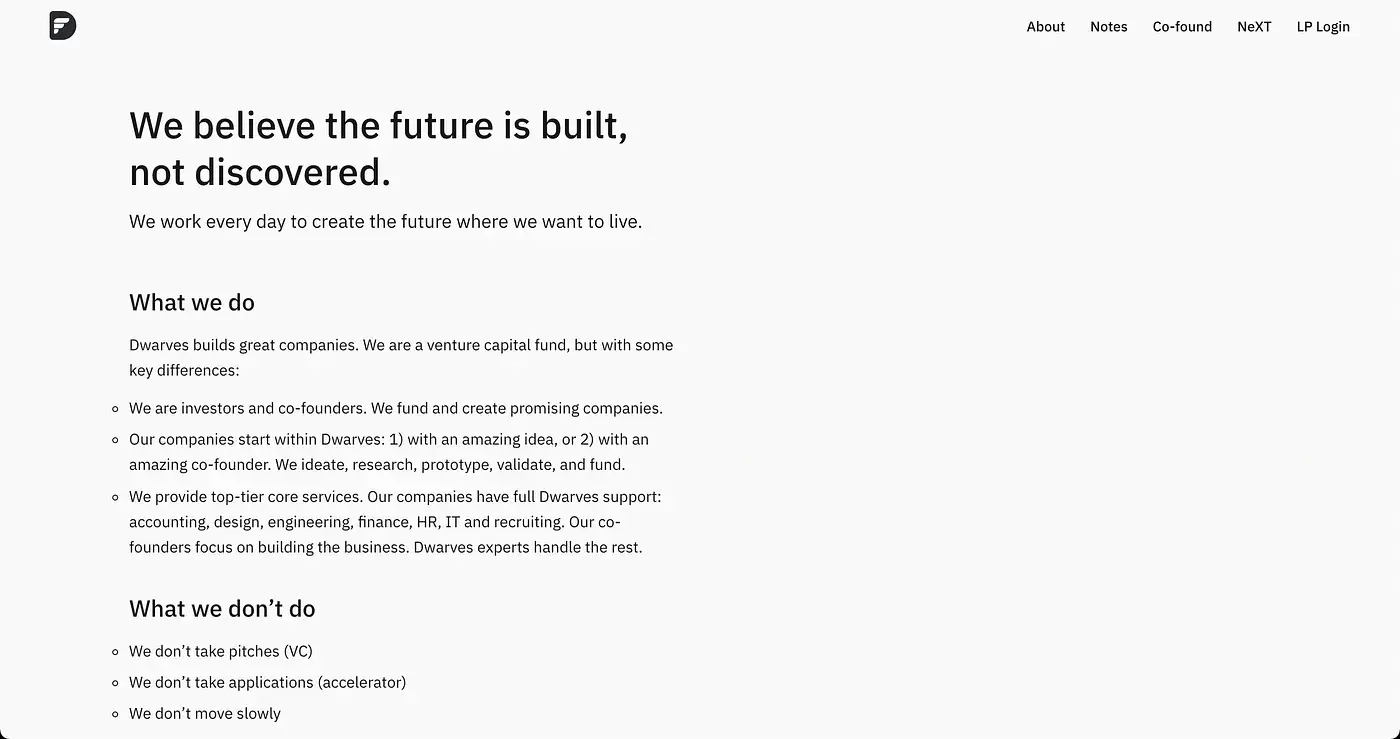 About Notes Co-found NeXT LP Login
We believe the future is built,
not discovered.
We work every day to create the future where we want to live.
What we do
Dwarves builds great companies. We are a venture capital fund, but with some
key differences:
We are investors and co-founders. We fund and create promising companies.
Our companies start within Dwarves: 1) with an amazing idea, or 2) with an
amazing co-founder. We ideate, research, prototype, validate, and fund.
We provide top-tier core services. Our companies have full Dwarves support:
accounting, design, engineering, finance, HR, IT and recruiting. Our co-
founders focus on building the business. Dwarves experts handle the rest.
What we don’t do
We don’t take pitches (VC)
We don’t take applications (accelerator)
We don’t move slowly